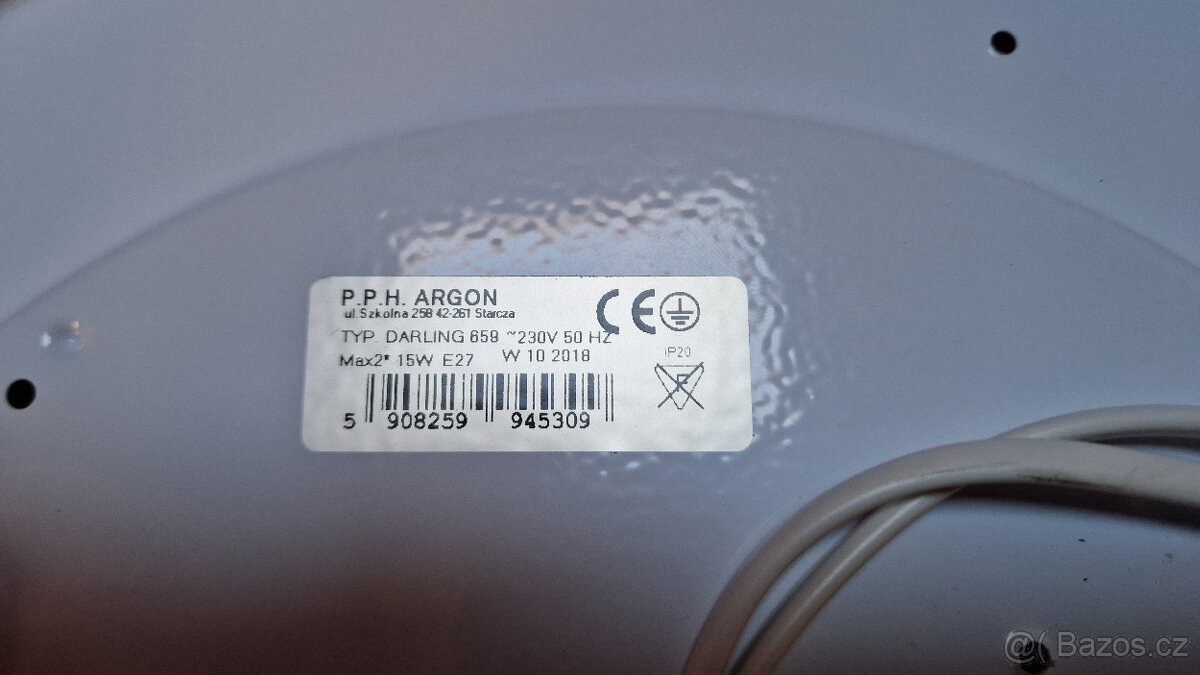 P.P.H. ARGON
ul.Szkolna 258 42-261 Starcza
TYP. DARLING 659 ~230V 50 HZ
Max2* 15W E27 W 10 2018
CE
IP20
F
5 908259 945309
@ Bazos.cz